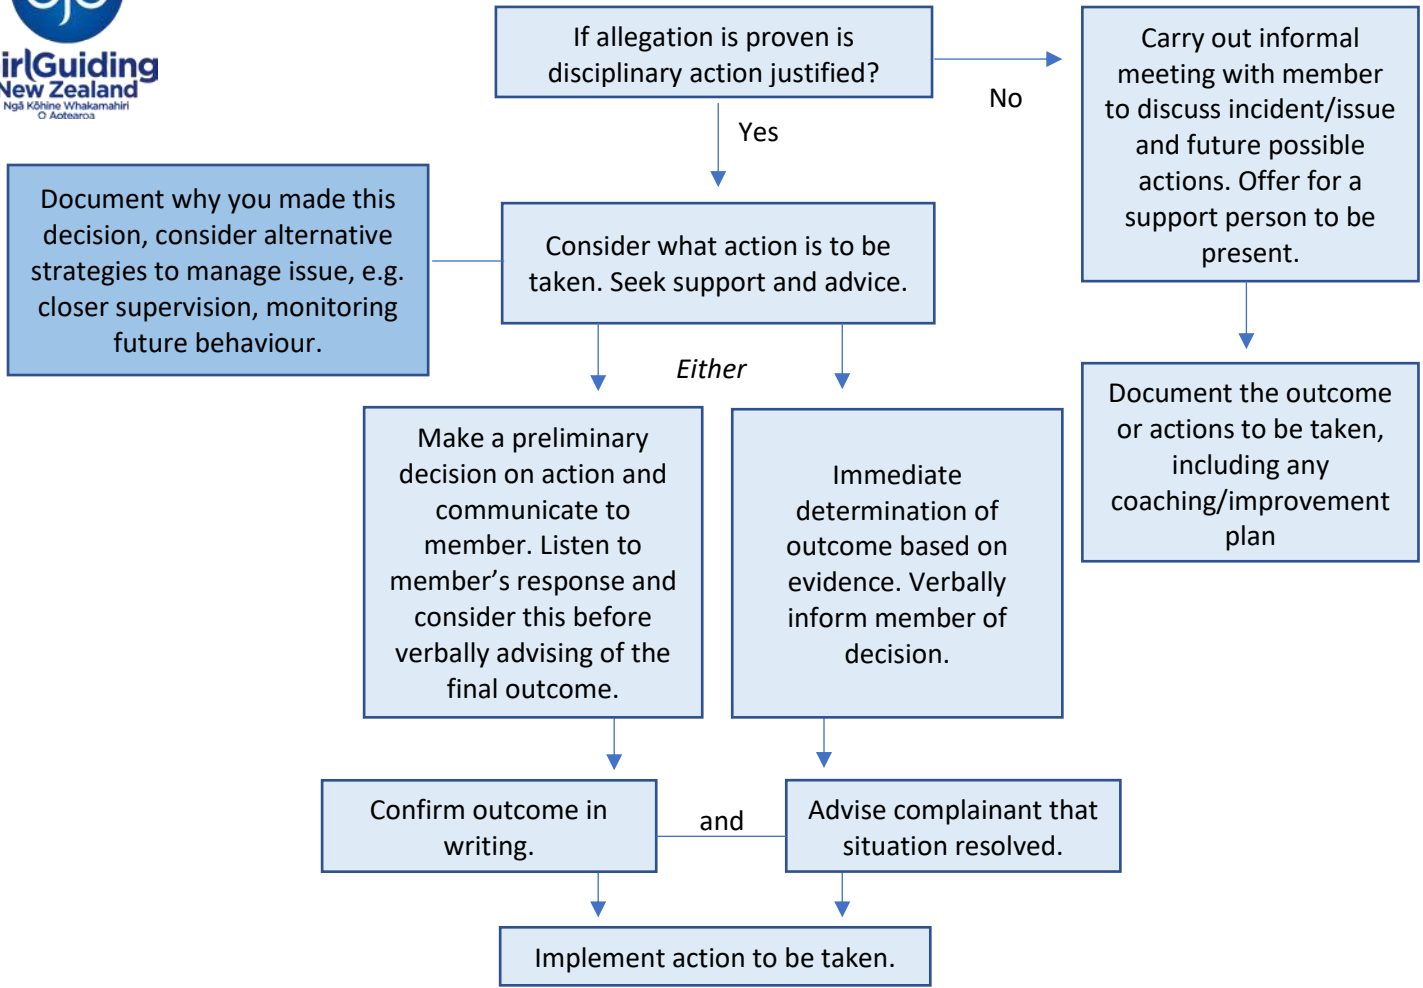 irlGuiding
New Zealand
Ngā Kōhine Whakamahiri
O Aotearoa
If allegation is proven is
disciplinary action justified?
No
Yes
Carry out informal
meeting with member
to discuss incident/issue
and future possible
actions. Offer for a
support person to be
present.
Document why you made this
decision, consider alternative
strategies to manage issue, e.g.
closer supervision, monitoring
future behaviour.
Consider what action is to be
taken. Seek support and advice.
Either
Make a preliminary
decision on action and
communicate to
member. Listen to
member’s response and
consider this before
verbally advising of the
final outcome.
Immediate
determination of
outcome based on
evidence. Verbally
inform member of
decision.
Document the outcome
or actions to be taken,
including any
coaching/improvement
plan
Confirm outcome in
writing.
and
Advise complainant that
situation resolved.
Implement action to be taken.